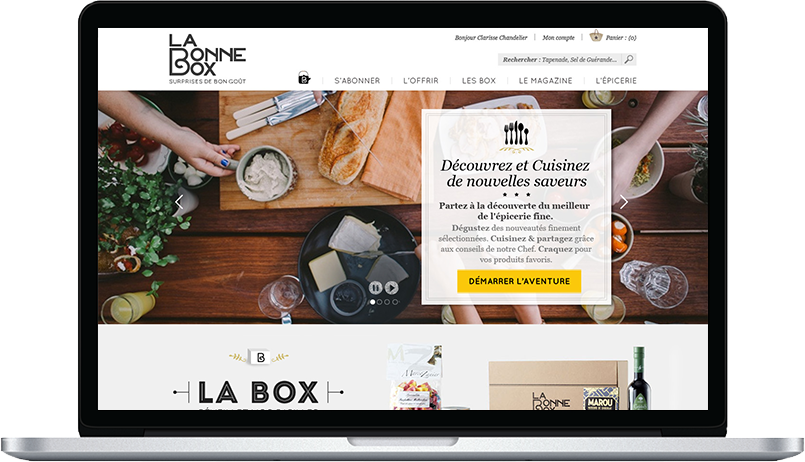 LA
BONNE
BOX
SURPRISES DE BON GOÛT
Bonjour Clarisse Chandelier | Mon compte | Panier : (0)
Rechercher : Tapenade, Sel de Guérande...
B S'ABONNER L'OFFRIR LES BOX LE MAGAZINE L'ÉPICERIE
Découvrez et Cuisinez
de nouvelles saveurs
Partez à la découverte du meilleur
de l'épicerie fine.
Dégustez des nouveautés finement
sélectionnées. Cuisinez & partagez grâce
aux conseils de notre Chef. Craquez pour
vos produits favoris.
DÉMARRER L'AVENTURE
B
LA BOX
LA
BONNE
BOX
MAROU